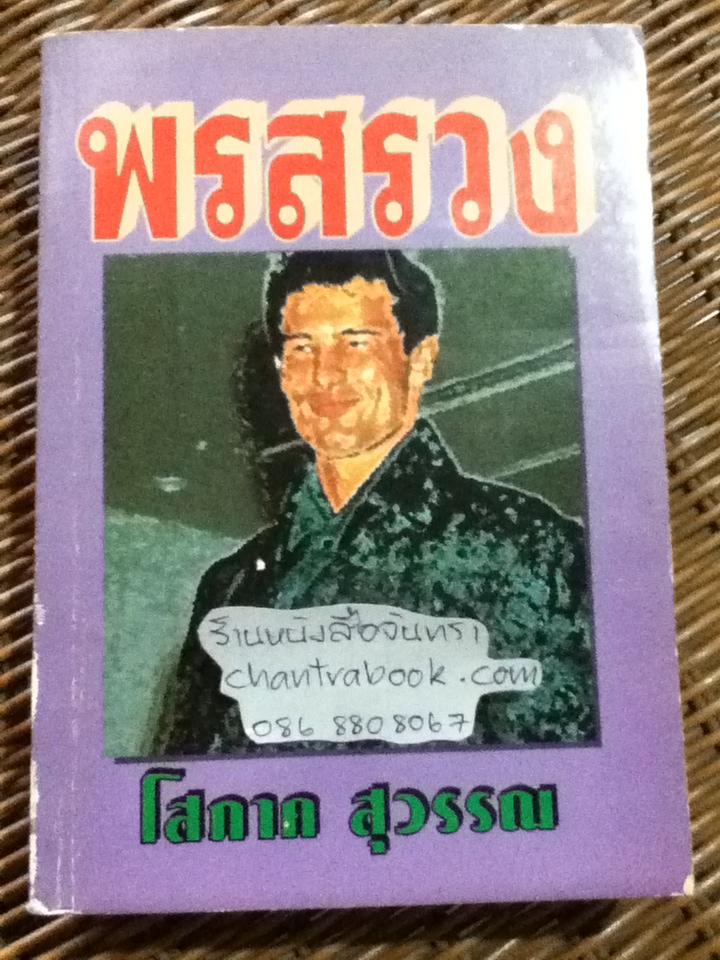 พรสรวง
ร้านหนังสือจันทรา
chantrabook.com
086 8808067
โสภาค สุวรรณ